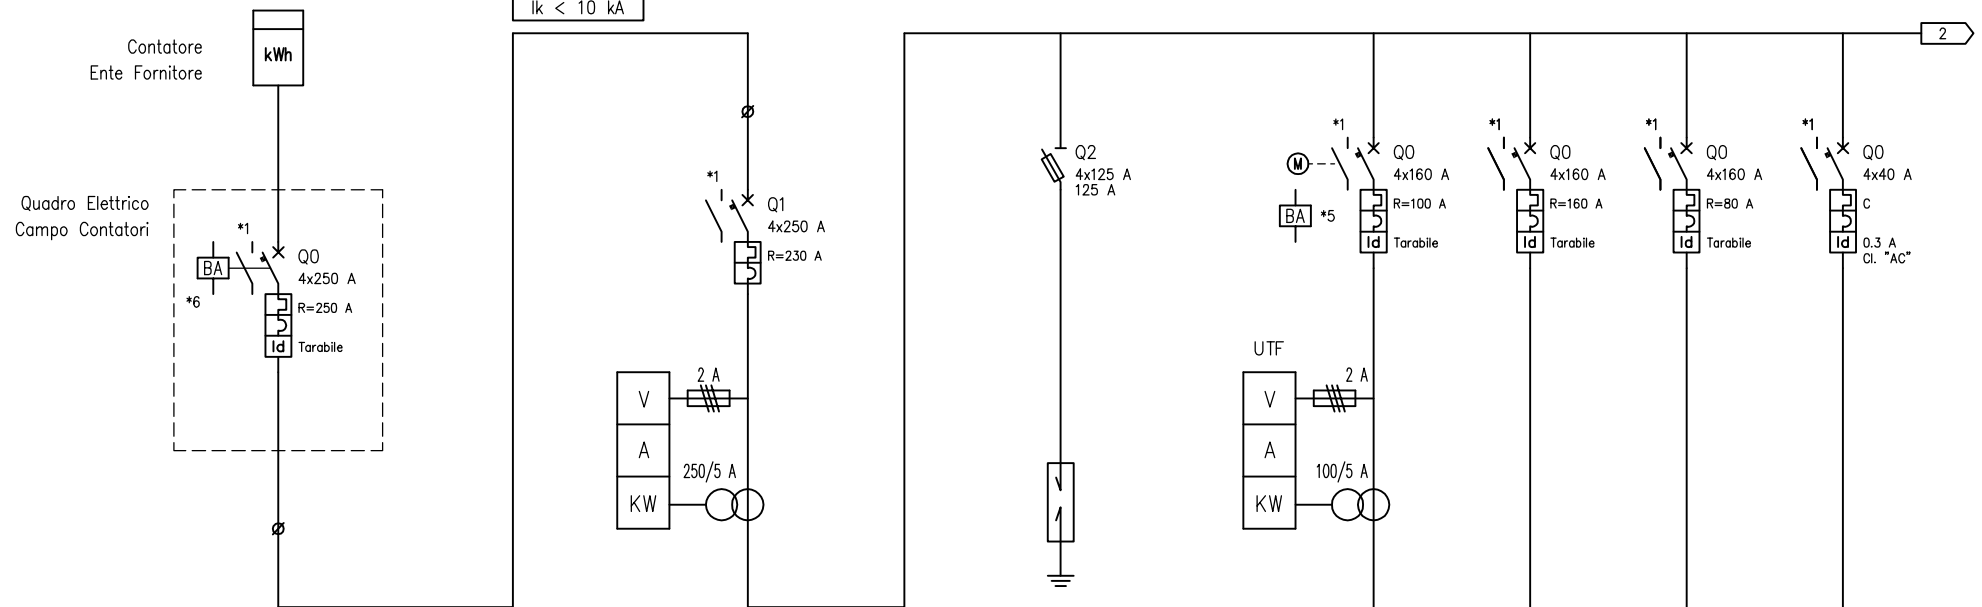 Ik < 10 kA
Contatore
Ente Fornitore
kWh
2
Quadro Elettrico
Campo Contatori
*1
BA
*6
Q0
4x250 A
R=250 A
Id
Tarabile
*1
Q1
4x250 A
R=230 A
V
A
KW
2 A
250/5 A
Q2
4x125 A
125 A
*1
M
BA
*5
Q0
4x160 A
R=100 A
Id
Tarabile
UTF
V
A
KW
2 A
100/5 A
*1
Q0
4x160 A
R=160 A
Id
Tarabile
*1
Q0
4x160 A
R=80 A
Id
Tarabile
*1
Q0
4x40 A
C
Id
0.3 A
Cl. "AC"